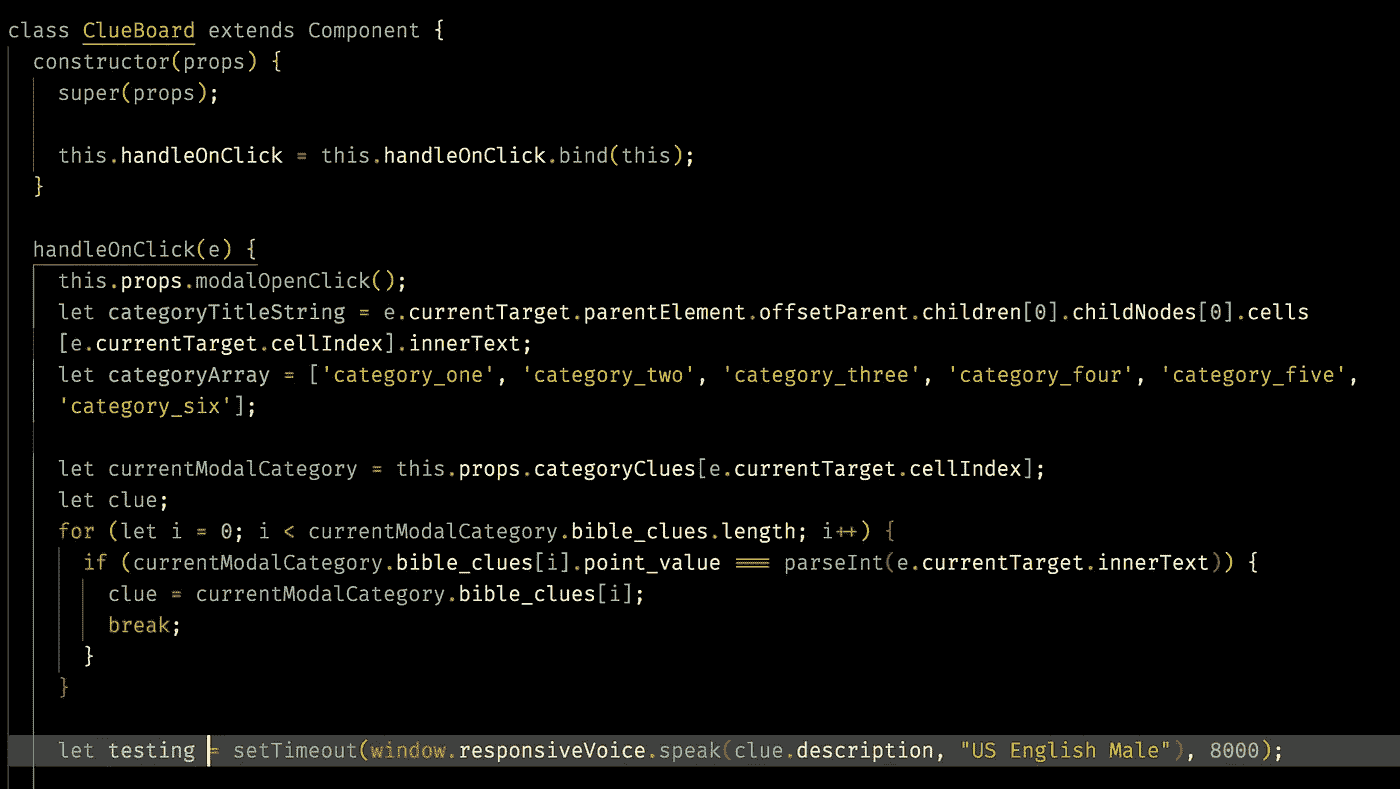 class ClueBoard extends Component {
constructor(props) {
super(props);
this.handleOnClick = this.handleOnClick.bind(this);
}
handleOnClick(e) {
this.props.modalOpenClick();
let categoryTitleString = e.currentTarget.parentElement.offsetParent.children[0].childNodes[0].cells
[e.currentTarget.cellIndex].innerText;
let categoryArray = ['category_one', 'category_two', 'category_three', 'category_four', 'category_five',
'category_six'];
let currentModalCategory = this.props.categoryClues[e.currentTarget.cellIndex];
let clue;
for (let i = 0; i < currentModalCategory.bible_clues.length; i++) {
if (currentModalCategory.bible_clues[i].point_value === parseInt(e.currentTarget.innerText)) {
clue = currentModalCategory.bible_clues[i];
break;
}
}
let testing = setTimeout(window.responsiveVoice.speak(clue.description, "US English Male"), 8000);